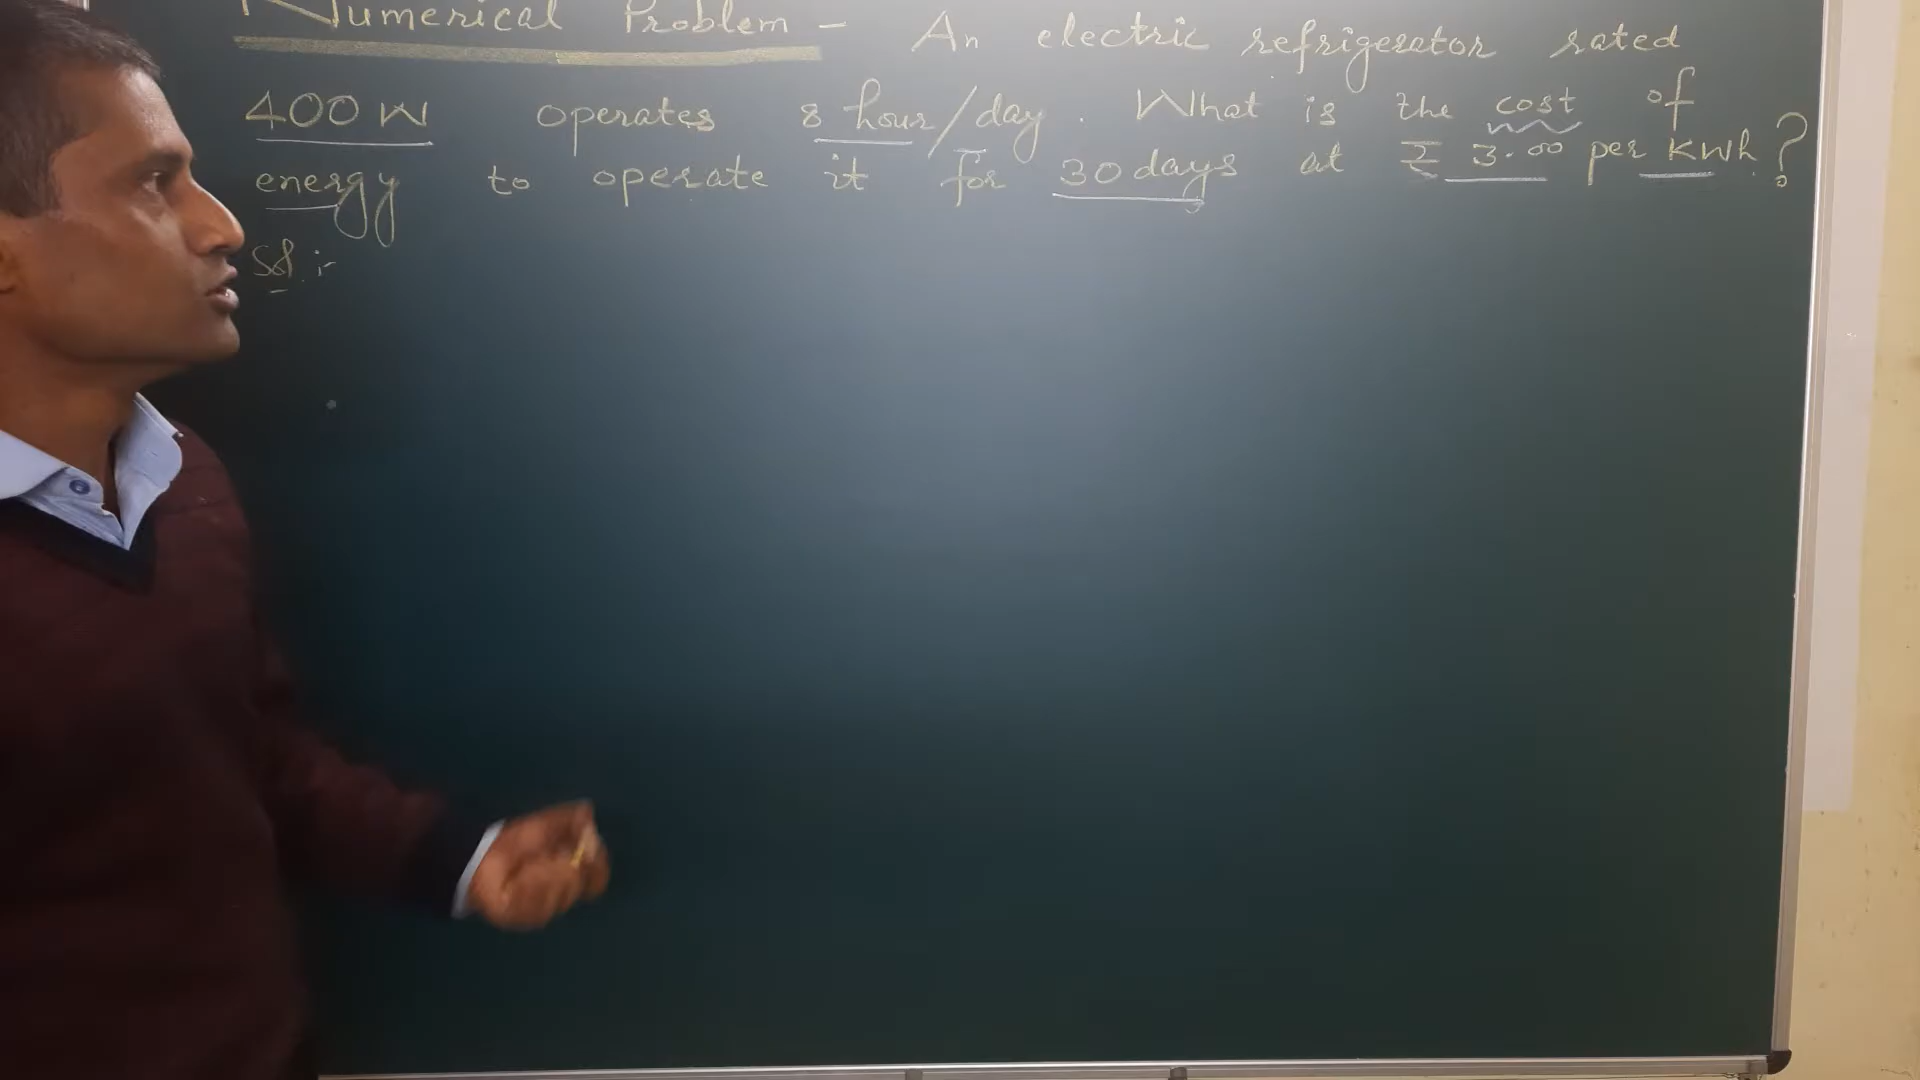 Numerical Problem - An electric refrigerator rated
400 W operates 8 hour/day. What is the cost of
energy to operate it for 30 days at ₹ 3.00 per KWh?
Sol :-